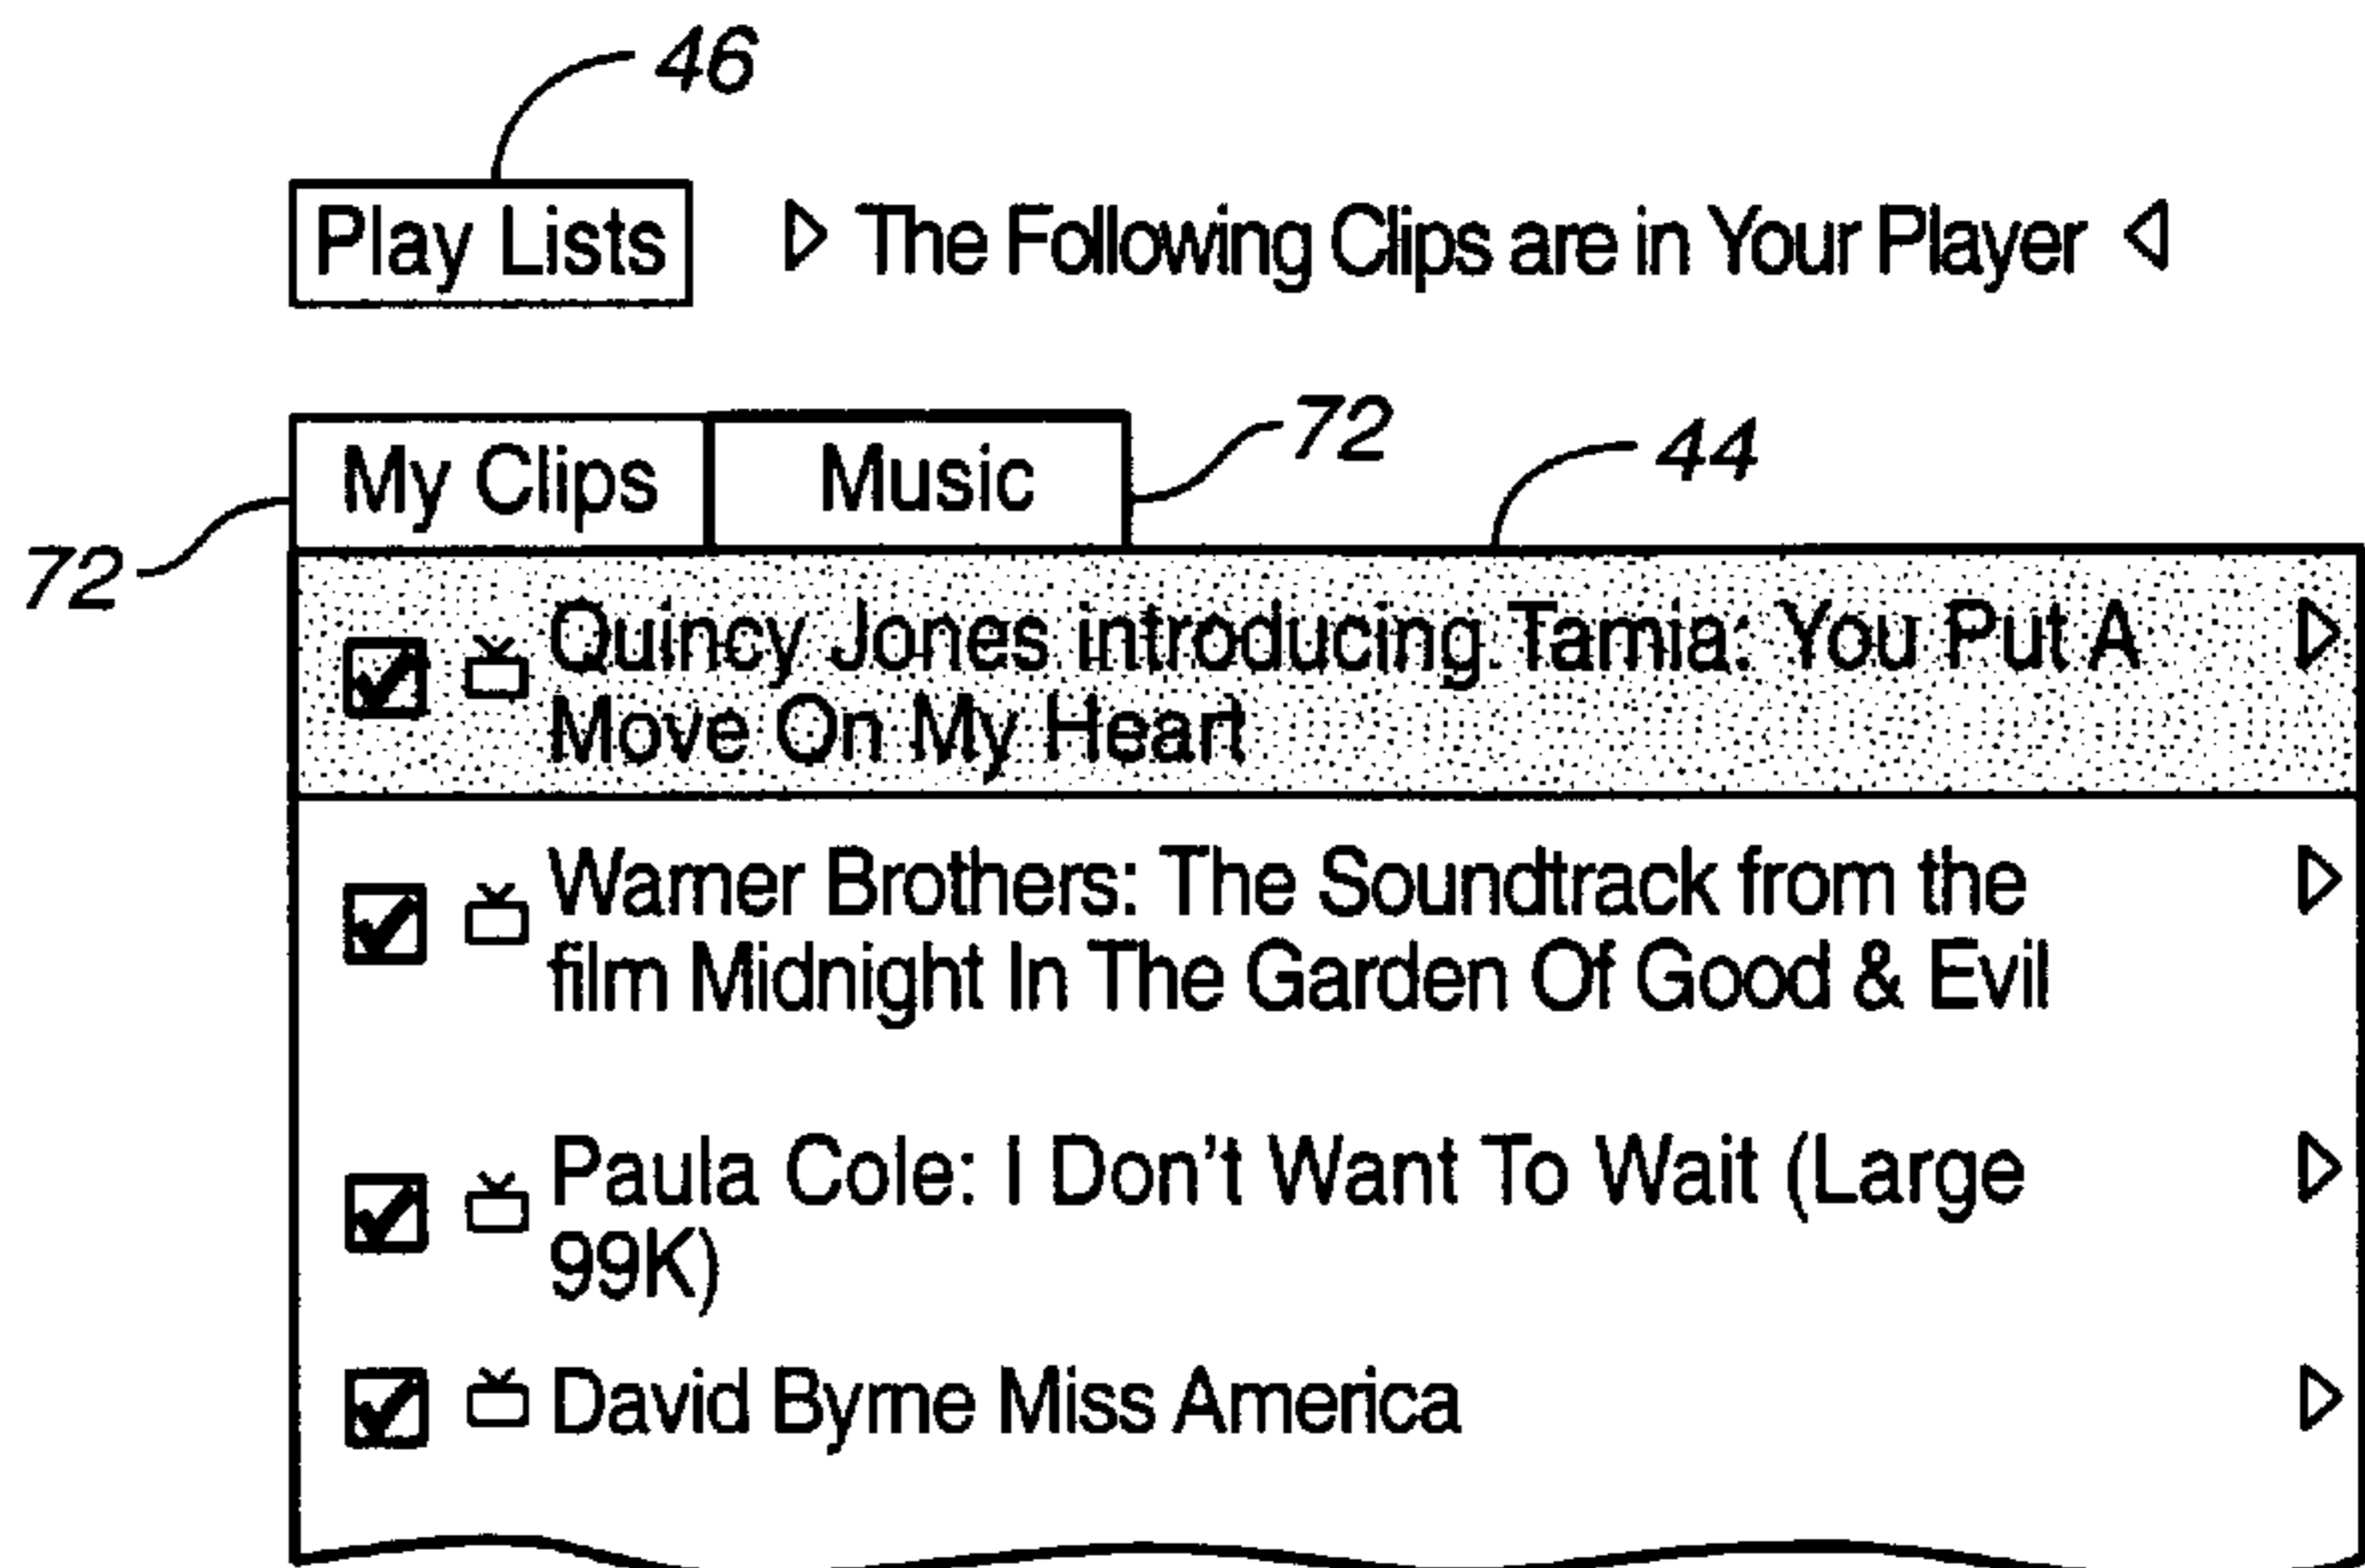 46
Play Lists ▷ The Following Clips are in Your Player ◁
My Clips Music 72 44
72
Quincy Jones introducing Tamia: You Put A
Move On My Heart
Warner Brothers: The Soundtrack from the
film Midnight In The Garden Of Good & Evil
Paula Cole: I Don't Want To Wait (Large
99K)
David Byrne Miss America